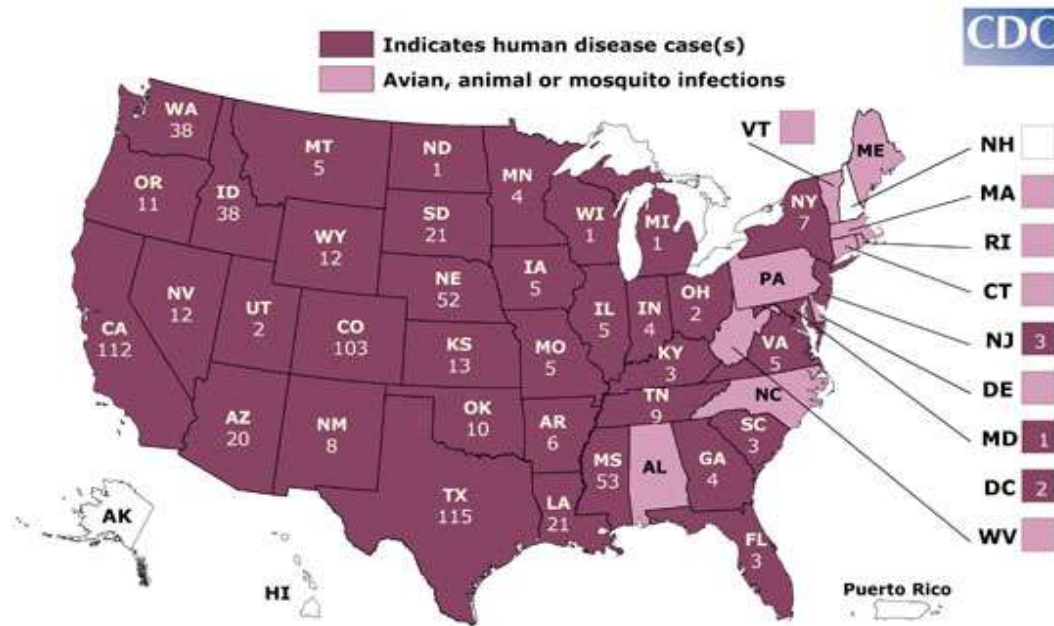 CDC
Indicates human disease case(s)
Avian, animal or mosquito infections
WA
38
MT
5
ND
1
MN
4
VT
ME
NH
OR
11
ID
38
WY
12
SD
21
WI
1
MI
1
NY
7
MA
RI
CT
NV
12
UT
2
CO
103
NE
52
IA
5
IL
5
IN
4
OH
2
PA
NJ 3
CA
112
KS
13
MO
5
KY
3
VA
5
DE
AZ
20
NM
8
OK
10
AR
6
TN
9
NC
SC
3
MD 1
TX
115
LA
21
MS
53
AL
GA
4
DC 2
FL
3
WV
AK
HI
Puerto Rico